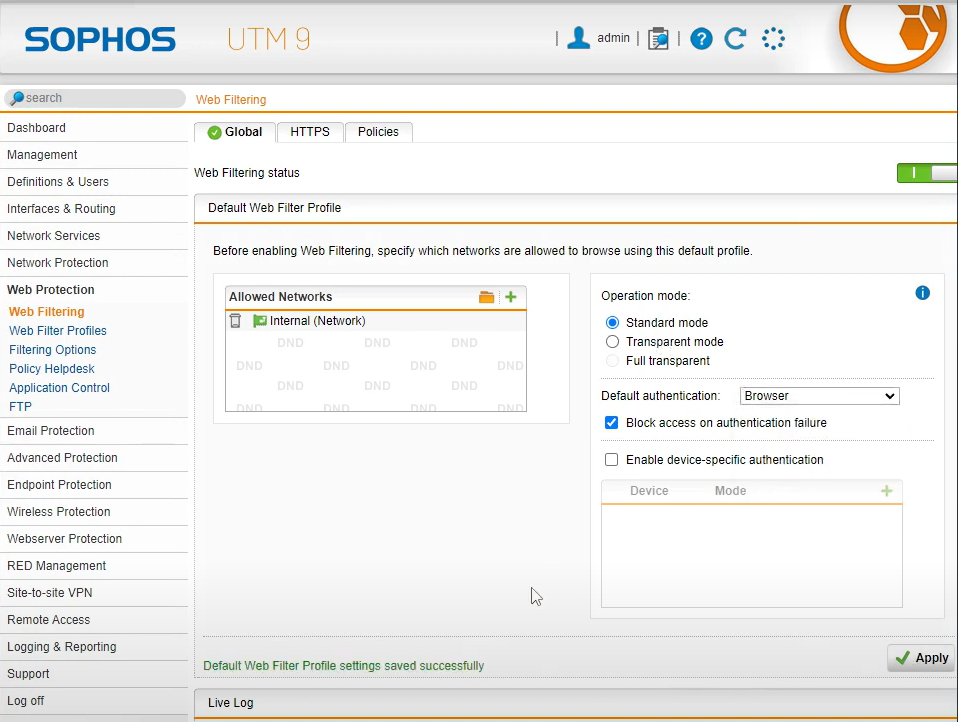 SOPHOS UTM 9
admin
search
Web Filtering
Dashboard
Management
Definitions & Users
Interfaces & Routing
Network Services
Network Protection
Web Protection
Web Filtering
Web Filter Profiles
Filtering Options
Policy Helpdesk
Application Control
FTP
Email Protection
Advanced Protection
Endpoint Protection
Wireless Protection
Webserver Protection
RED Management
Site-to-site VPN
Remote Access
Logging & Reporting
Support
Log off
Global HTTPS Policies
Web Filtering status
Default Web Filter Profile
Before enabling Web Filtering, specify which networks are allowed to browse using this default profile.
Allowed Networks
Internal (Network)
DND DND DND
DND DND DND DND
DND DND DND
DND DND DND DND
Operation mode:
Standard mode
Transparent mode
Full transparent
Default authentication: Browser
Block access on authentication failure
Enable device-specific authentication
Device Mode
Default Web Filter Profile settings saved successfully
Apply
Live Log